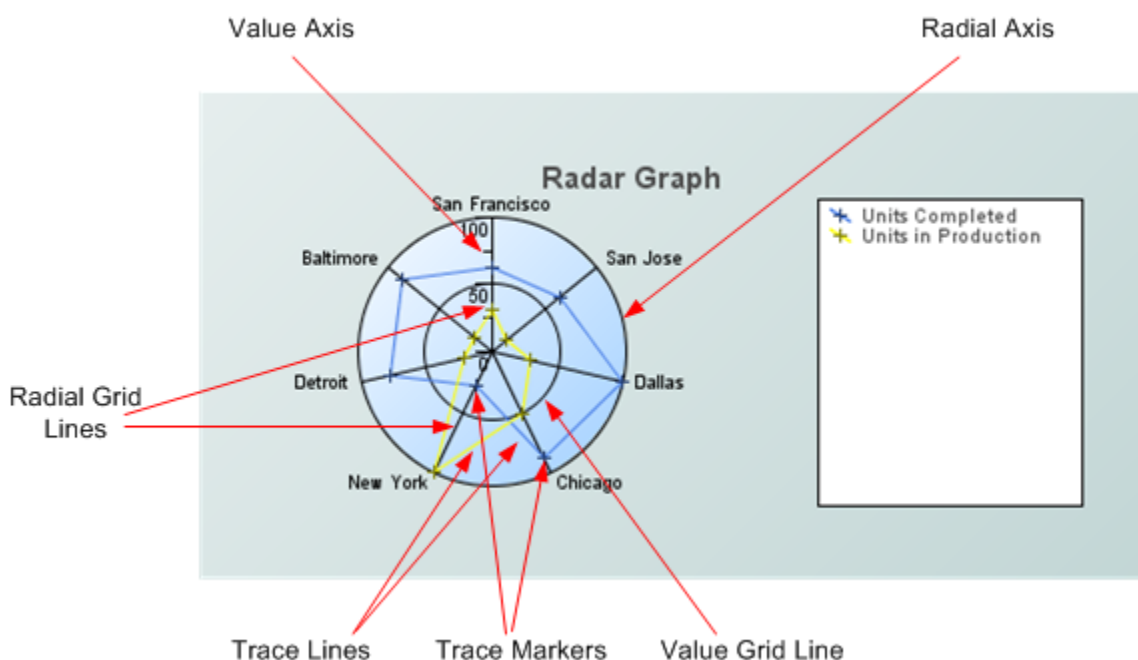 Value Axis
Radial Axis
Radar Graph
San Francisco
100
Units Completed
Units in Production
Baltimore
San Jose
50
0
Detroit
Dallas
Radial Grid
Lines
New York
Chicago
Trace Lines
Trace Markers
Value Grid Line